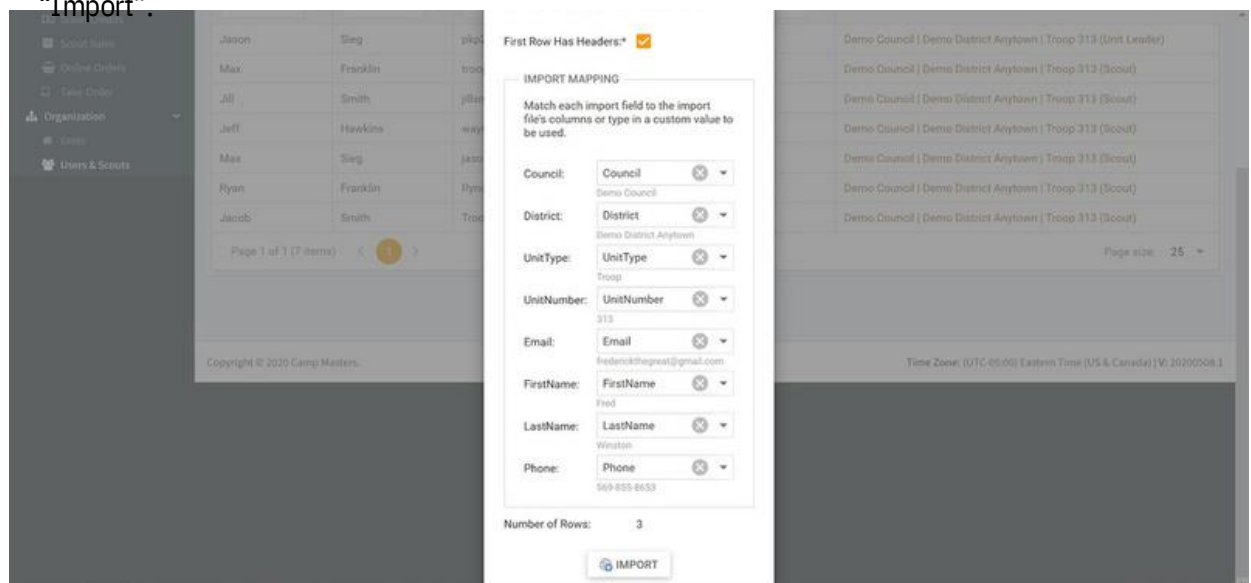 "Import".
Scout Sales
Online Orders
Take Order
Organization
Units
Users & Scouts
Jason Sieg Demo Council | Demo District Anytown | Troop 313 (Unit Leader)
Max Franklin Demo Council | Demo District Anytown | Troop 313 (Scout)
Jill Smith Demo Council | Demo District Anytown | Troop 313 (Scout)
Jeff Hawkins Demo Council | Demo District Anytown | Troop 313 (Scout)
Max Sieg Demo Council | Demo District Anytown | Troop 313 (Scout)
Ryan Franklin Demo Council | Demo District Anytown | Troop 313 (Scout)
Jacob Smith Demo Council | Demo District Anytown | Troop 313 (Scout)
Page 1 of 1 (7 items) 1 Page size: 25
Copyright © 2020 Camp Masters. Time Zone: (UTC-05:00) Eastern Time (US & Canada) | V: 20200508.1
First Row Has Headers:*
IMPORT MAPPING
Match each import field to the import
file's columns or type in a custom value to
be used.
Council: Council
Demo Council
District: District
Demo District Anytown
UnitType: UnitType
Troop
UnitNumber: UnitNumber
313
Email: Email
frederickthegreat@gmail.com
FirstName: FirstName
Fred
LastName: LastName
Winston
Phone: Phone
569-855-8653
Number of Rows: 3
IMPORT